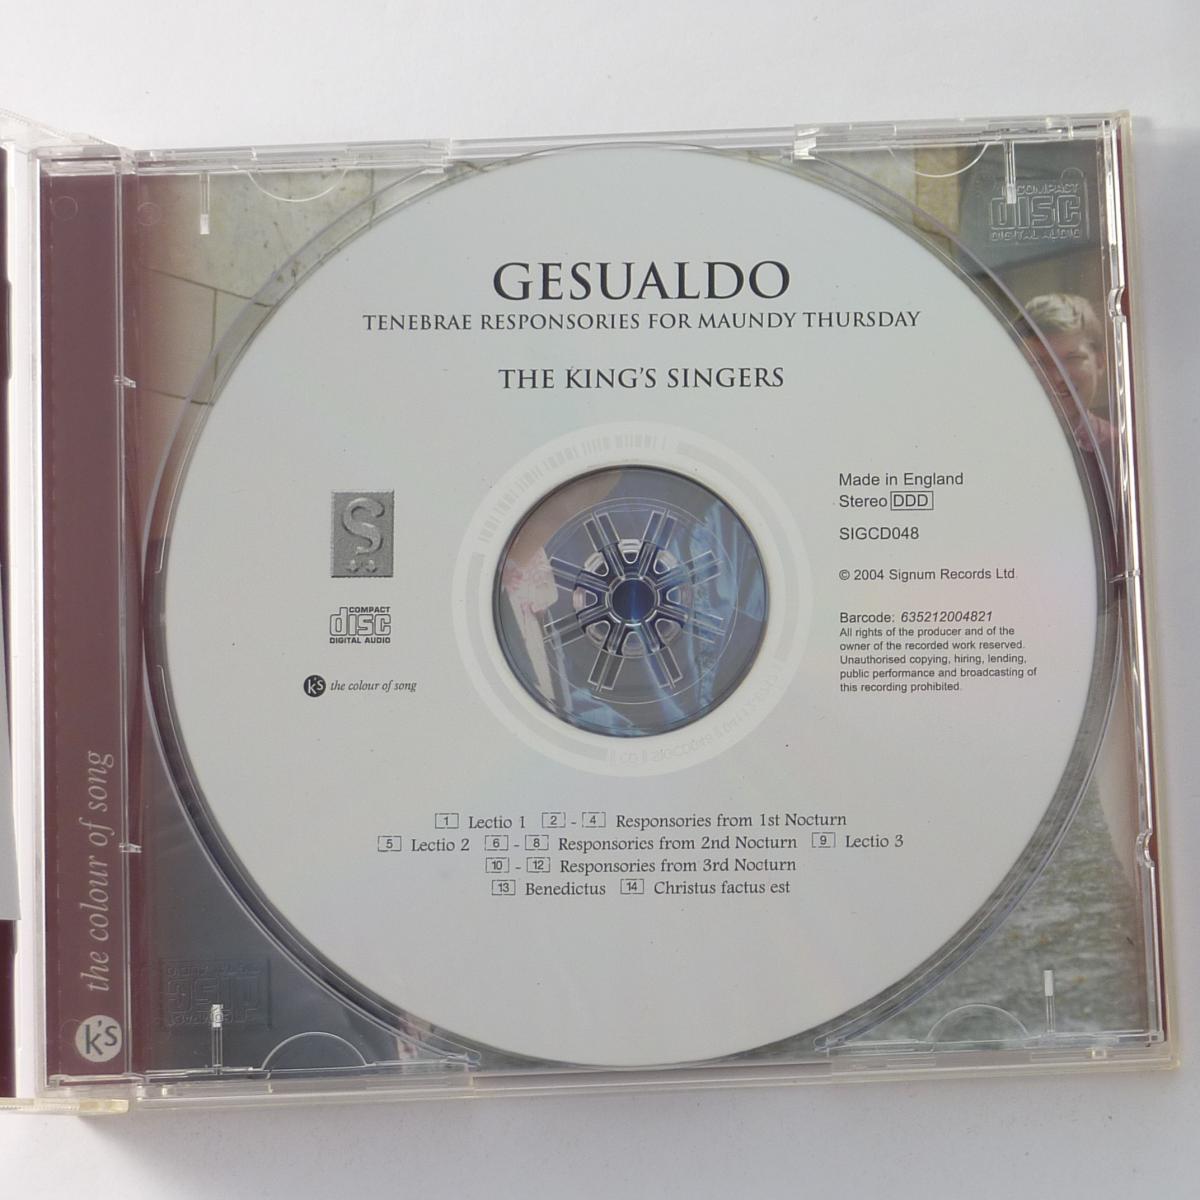 GESUALDO
TENEBRAE RESPONSORIES FOR MAUNDY THURSDAY
THE KING'S SINGERS
S
COMPACT
disc
DIGITAL AUDIO
k's the colour of song
Made in England
Stereo DDD
SIGCD048
© 2004 Signum Records Ltd.
Barcode: 635212004821
All rights of the producer and of the
owner of the recorded work reserved.
Unauthorised copying, hiring, lending,
public performance and broadcasting of
this recording prohibited.
1 Lectio 1 2 - 4 Responsories from 1st Nocturn
5 Lectio 2 6 - 8 Responsories from 2nd Nocturn 9 Lectio 3
10 - 12 Responsories from 3rd Nocturn
13 Benedictus 14 Christus factus est
COMPACT
disc
DIGITAL AUDIO
k's the colour of song